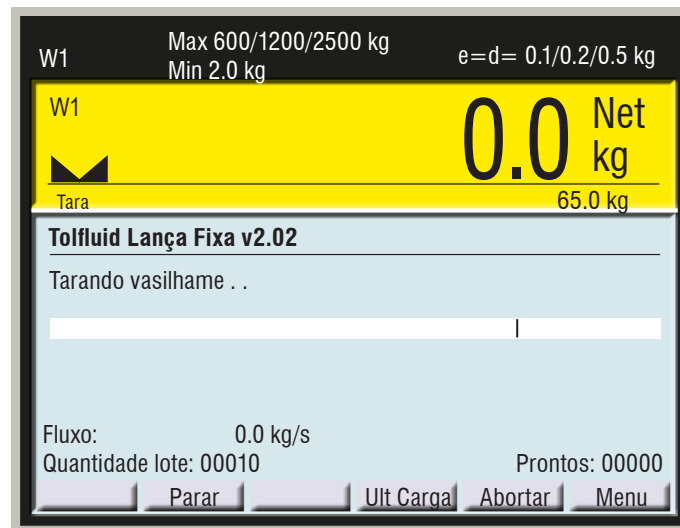 W1 Max 600/1200/2500 kg e=d= 0.1/0.2/0.5 kg
Min 2.0 kg
W1 0.0 Net
kg
Tara 65.0 kg
Tolfluid Lança Fixa v2.02
Tarando vasilhame . .
Fluxo: 0.0 kg/s
Quantidade lote: 00010 Prontos: 00000
Parar Ult Carga Abortar Menu